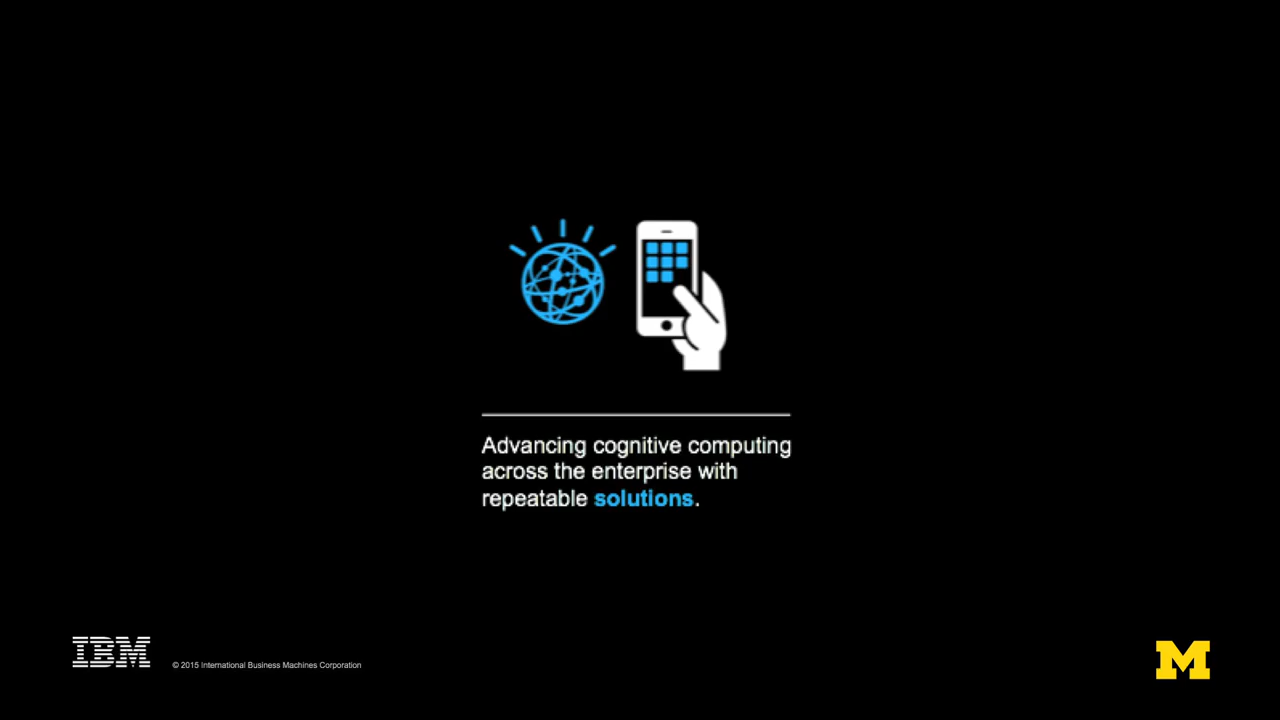 Advancing cognitive computing
across the enterprise with
repeatable solutions.
IBM
© 2015 International Business Machines Corporation
M